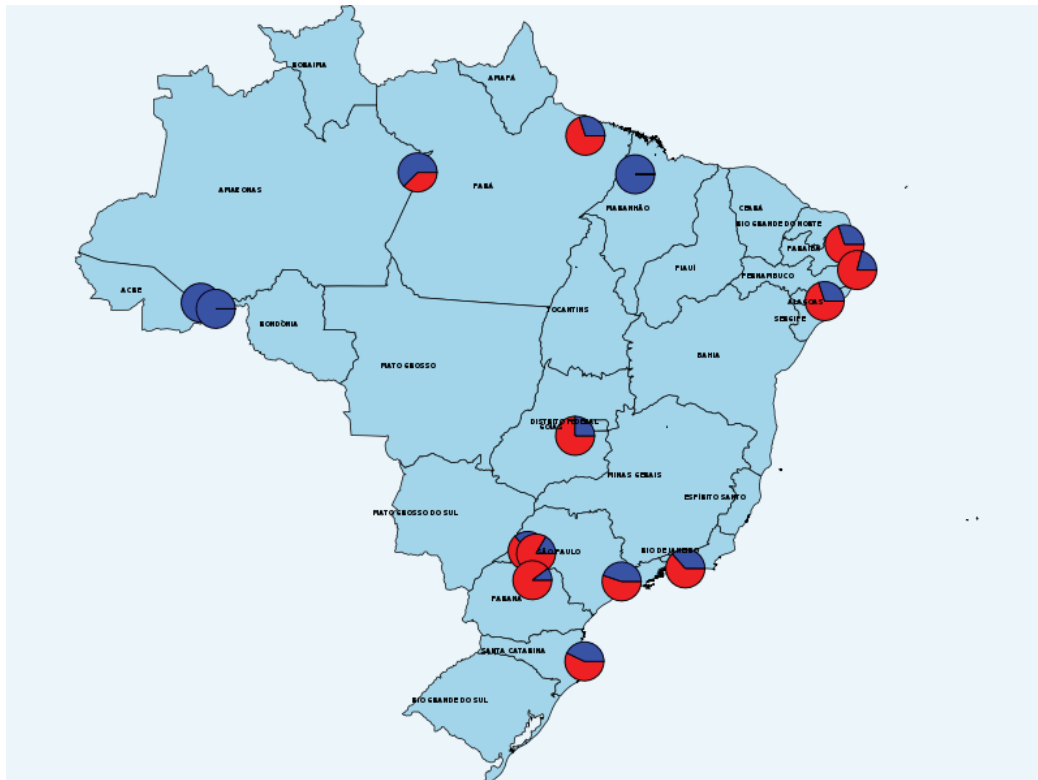 RORAIMA
AMAPÁ
AMAZONAS
PARÁ
MARANHÃO
CEARÁ
RIO GRANDE DO NORTE
PARAÍBA
PIAUÍ
PERNAMBUCO
ACRE
ALAGOAS
TOCANTINS
SERGIPE
RONDÔNIA
BAHIA
MATO GROSSO
DISTRITO FEDERAL
GOIÁS
MINAS GERAIS
ESPÍRITO SANTO
MATO GROSSO DO SUL
SÃO PAULO
RIO DE JANEIRO
PARANÁ
SANTA CATARINA
RIO GRANDE DO SUL